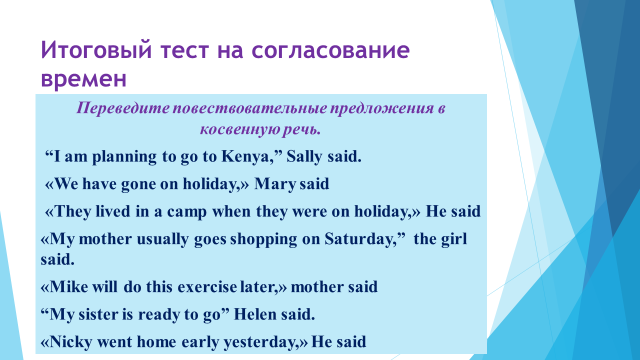 Итоговый тест на согласование
времен
Переведите повествовательные предложения в
косвенную речь.
“I am planning to go to Kenya,” Sally said.
«We have gone on holiday,» Mary said
«They lived in a camp when they were on holiday,» He said
«My mother usually goes shopping on Saturday,” the girl
said.
«Mike will do this exercise later,» mother said
“My sister is ready to go” Helen said.
«Nicky went home early yesterday,» He said